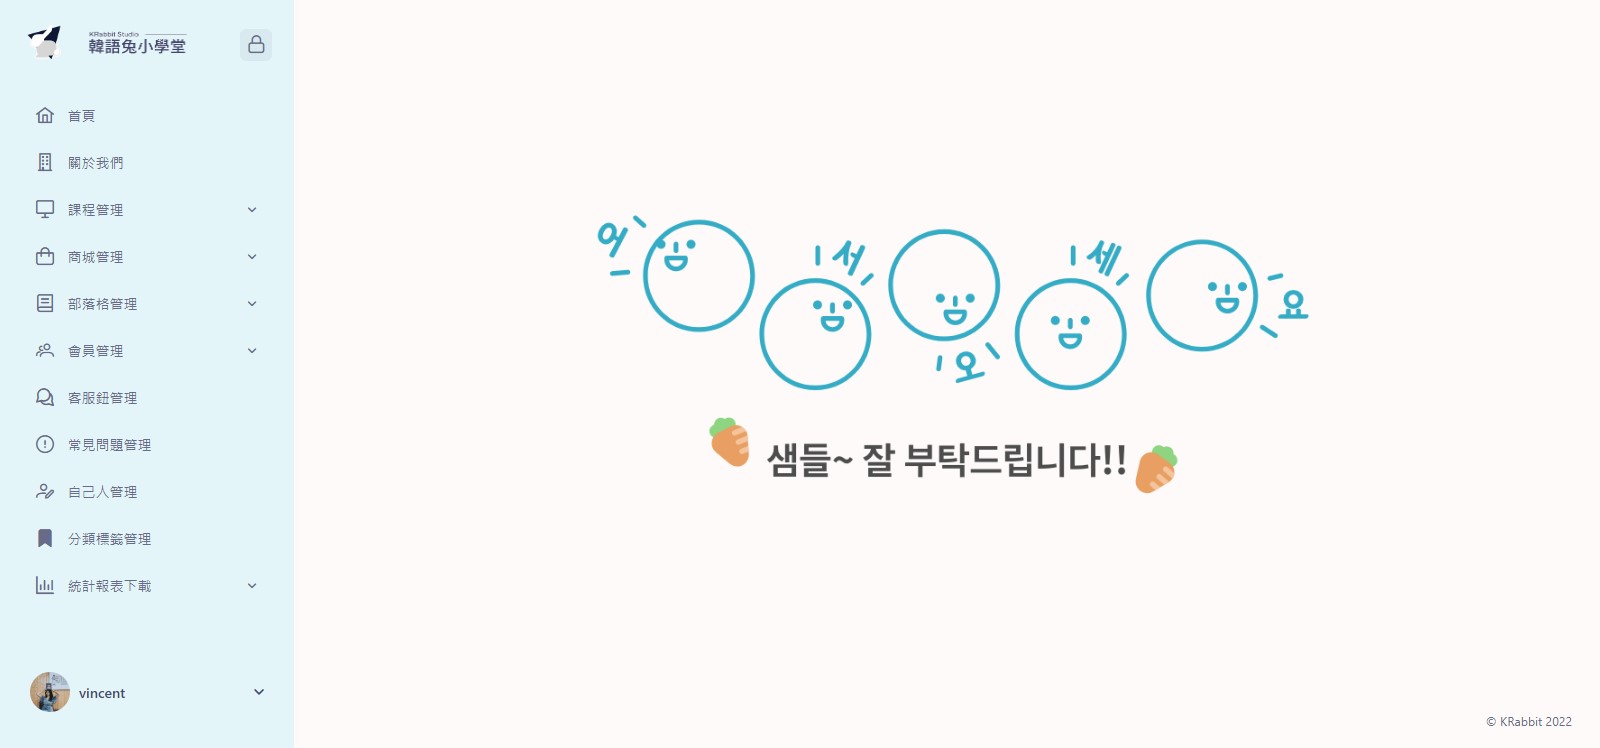 KRabbit Studio
韓語兔小學堂
首頁
關於我們
課程管理
商城管理
部落格管理
會員管理
客服鈕管理
常見問題管理
自己人管理
分類標籤管理
統計報表下載
vincent
어 서 오 세 요
샘들~ 잘 부탁드립니다!!
© KRabbit 2022